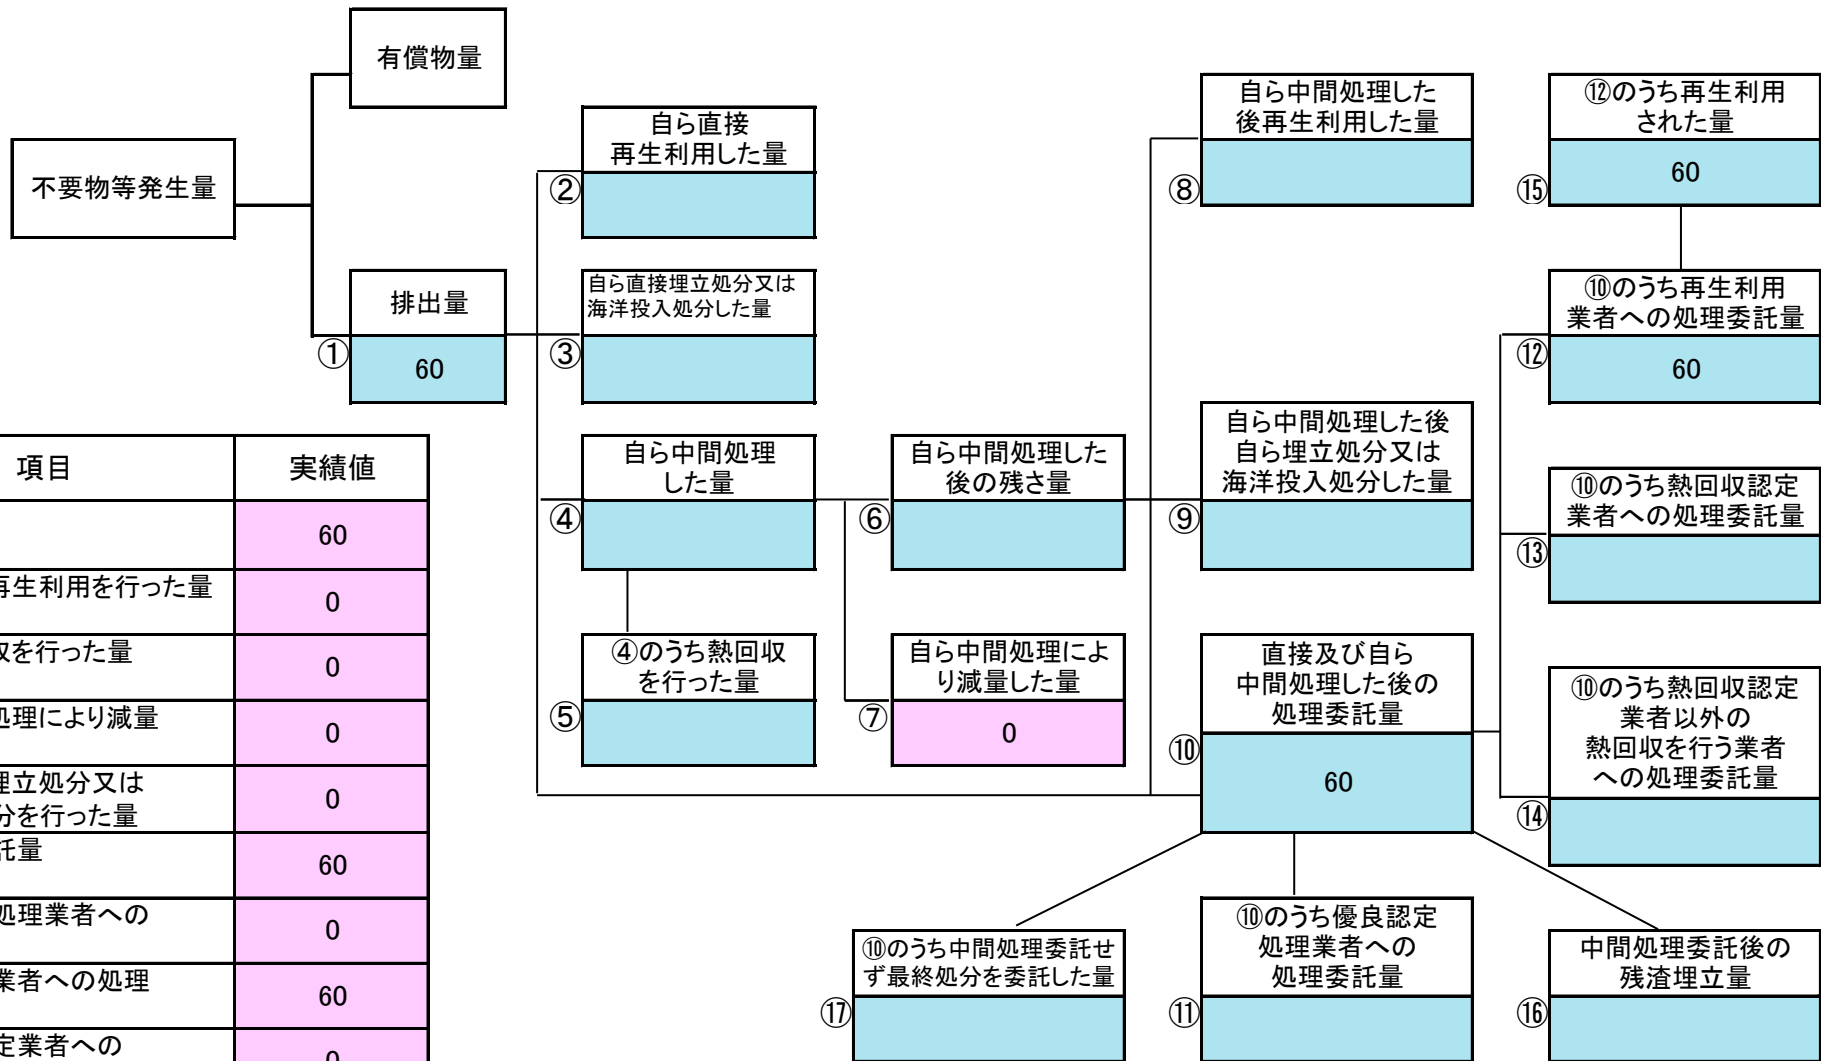 有償物量
不要物等発生量
排出量
①
60
自ら直接
再生利用した量
②
自ら直接埋立処分又は
海洋投入処分した量
③
自ら中間処理
した量
④
④のうち熱回収
を行った量
⑤
自ら中間処理した
後の残さ量
⑥
自ら中間処理によ
り減量した量
⑦
0
自ら中間処理した
後再生利用した量
⑧
自ら中間処理した後
自ら埋立処分又は
海洋投入処分した量
⑨
直接及び自ら
中間処理した後の
処理委託量
⑩
60
⑫のうち再生利用
された量
⑮
60
⑩のうち再生利用
業者への処理委託量
⑫
60
⑩のうち熱回収認定
業者への処理委託量
⑬
⑩のうち熱回収認定
業者以外の
熱回収を行う業者
への処理委託量
⑭
⑩のうち中間処理委託せ
ず最終処分を委託した量
⑰
⑩のうち優良認定
処理業者への
処理委託量
⑪
中間処理委託後の
残渣埋立量
⑯
項目 実績値
60
再生利用を行った量 0
を行った量 0
処理により減量 0
埋立処分又は
分を行った量 0
託量 60
処理業者への 0
業者への処理 60
定業者への 0